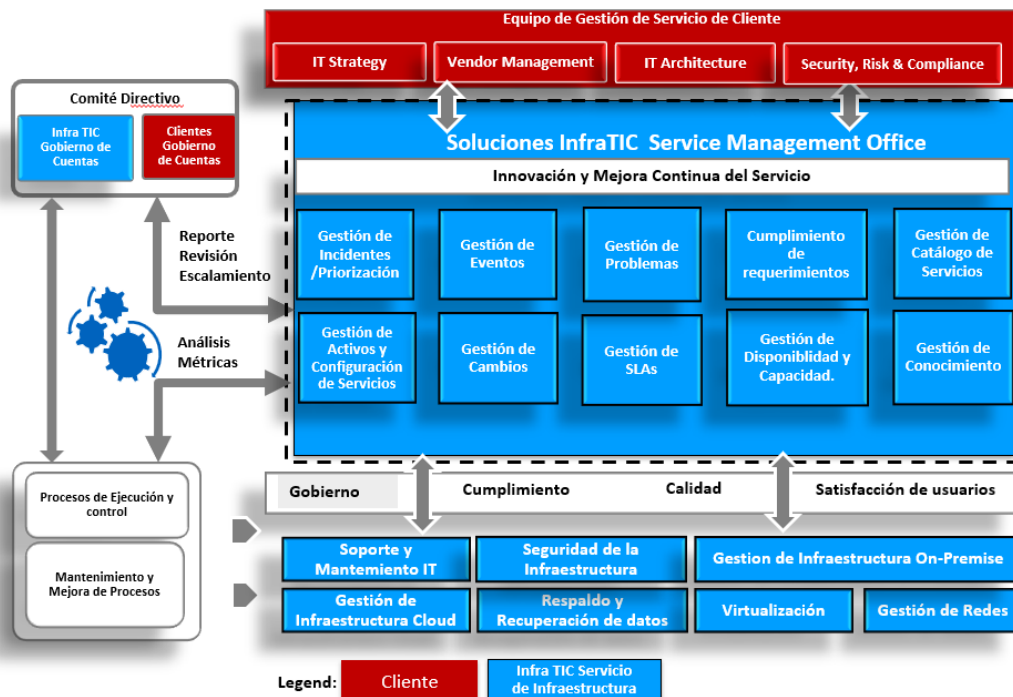 Equipo de Gestión de Servicio de Cliente
IT Strategy
Vendor Management
IT Architecture
Security, Risk & Compliance
Comité Directivo
Infra TIC
Gobierno de
Cuentas
Clientes
Gobierno
de Cuentas
Soluciones InfraTIC Service Management Office
Innovación y Mejora Continua del Servicio
Gestión de
Incidentes
/Priorización
Gestión de
Eventos
Gestión de
Problemas
Cumplimiento
de
requerimientos
Gestión de
Catálogo de
Servicios
Reporte
Revisión
Escalamiento
Análisis
Métricas
Gestión de
Activos y
Configuración
de Servicios
Gestión de
Cambios
Gestión de
SLAs
Gestión de
Disponiblidad y
Capacidad.
Gestión de
Conocimiento
Procesos de Ejecución y
control
Mantenimiento y
Mejora de Procesos
Gobierno
Cumplimiento
Calidad
Satisfacción de usuarios
Soporte y
Mantemiento IT
Seguridad de la
Infraestructura
Gestion de Infraestructura On-Premise
Gestión de
Infraestructura Cloud
Respaldo y
Recuperación de datos
Virtualización
Gestión de Redes
Legend:
Cliente
Infra TIC Servicio
de Infraestructura